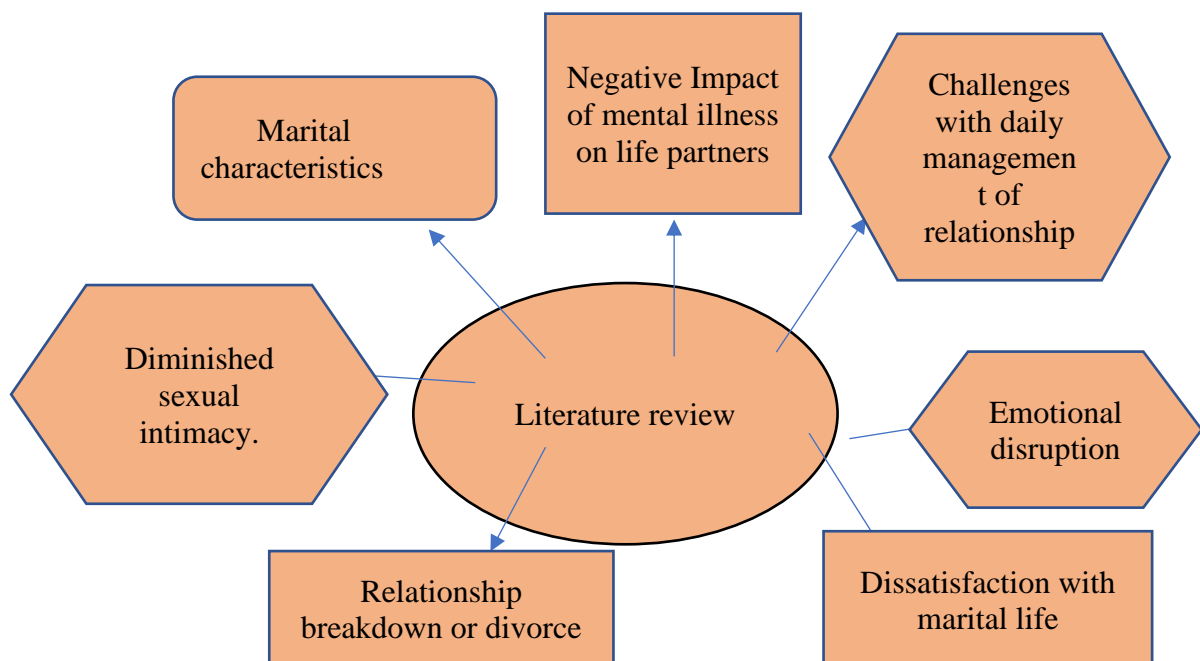 Marital
characteristics
Negative Impact
of mental illness
on life partners
Challenges
with daily
managemen
t of
relationship
Diminished
sexual
intimacy.
Literature review
Emotional
disruption
Relationship
breakdown or divorce
Dissatisfaction with
marital life